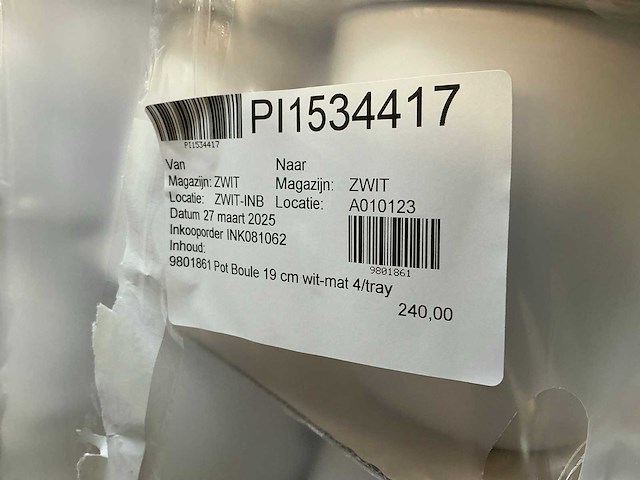 PI1534417
PI1534417
Van Naar
Magazijn: ZWIT Magazijn: ZWIT
Locatie: ZWIT-INB Locatie: A010123
Datum 27 maart 2025
Inkooporder INK081062
Inhoud:
9801861
9801861 Pot Boule 19 cm wit-mat 4/tray
240,00